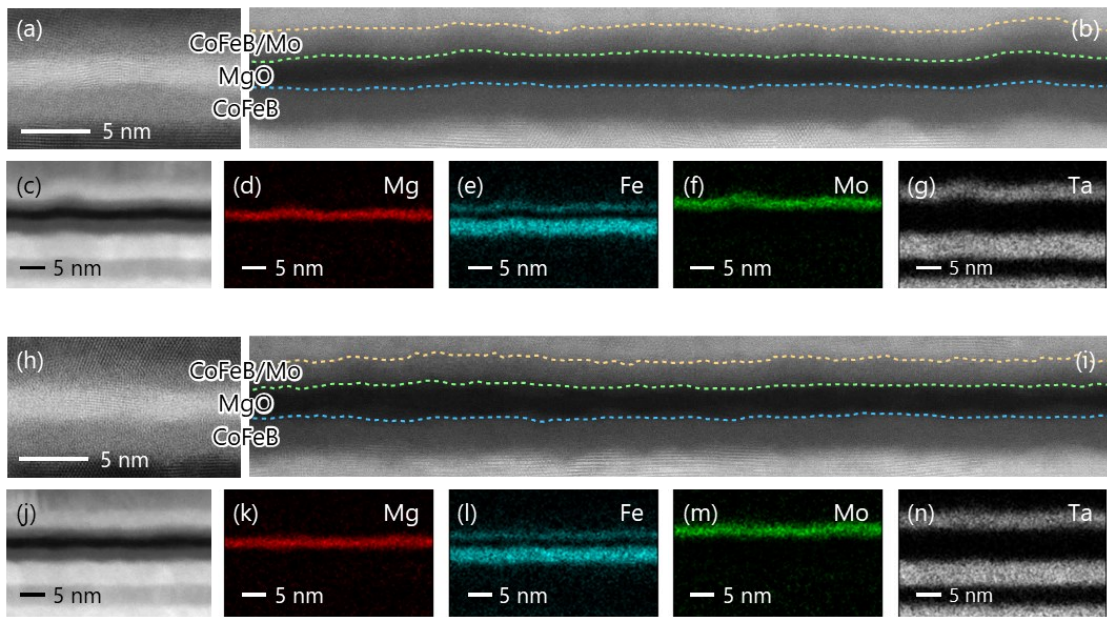 (a)
(b)
CoFeB/Mo
MgO
CoFeB
5 nm
(c)
5 nm
(d)
Mg
5 nm
(e)
Fe
5 nm
(f)
Mo
5 nm
(g)
Ta
5 nm
(h)
(i)
CoFeB/Mo
MgO
CoFeB
5 nm
(j)
5 nm
(k)
Mg
5 nm
(l)
Fe
5 nm
(m)
Mo
5 nm
(n)
Ta
5 nm